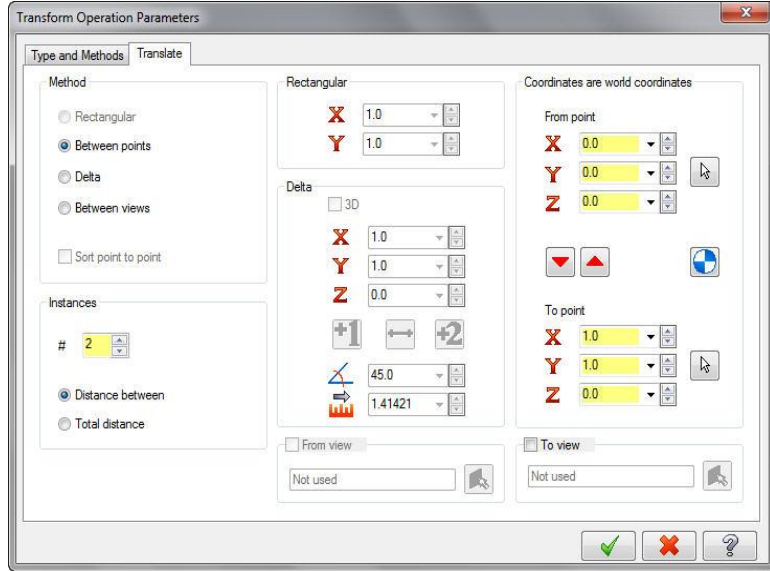 Transform Operation Parameters
Type and Methods
Translate
Method
Rectangular
Between points
Delta
Between views
Sort point to point
Instances
# 2
Distance between
Total distance
Rectangular
X 1.0
Y 1.0
Delta
3D
X 1.0
Y 1.0
Z 0.0
+1 +2
45.0
1.41421
From view
Not used
Coordinates are world coordinates
From point
X 0.0
Y 0.0
Z 0.0
To point
X 1.0
Y 1.0
Z 0.0
To view
Not used
?